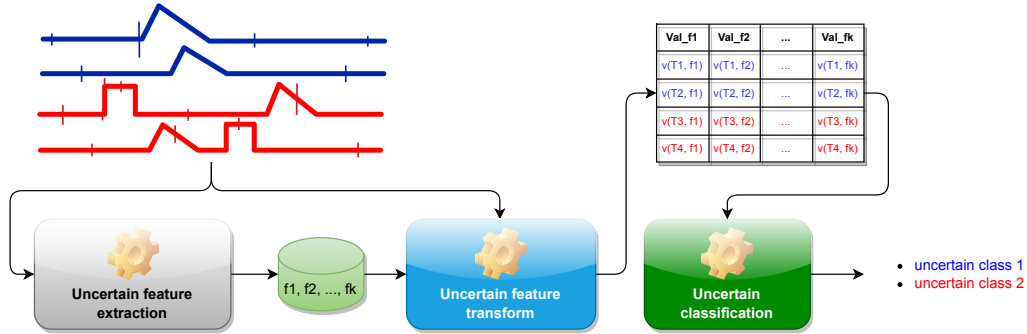 Val_f1 Val_f2 ... Val_fk
v(T1, f1) v(T1, f2) ... v(T1, fk)
v(T2, f1) v(T2, f2) ... v(T2, fk)
v(T3, f1) v(T3, f2) ... v(T3, fk)
v(T4, f1) v(T4, f2) ... v(T4, fk)
Uncertain feature
extraction
f1, f2, ..., fk
Uncertain feature
transform
Uncertain
classification
• uncertain class 1
• uncertain class 2